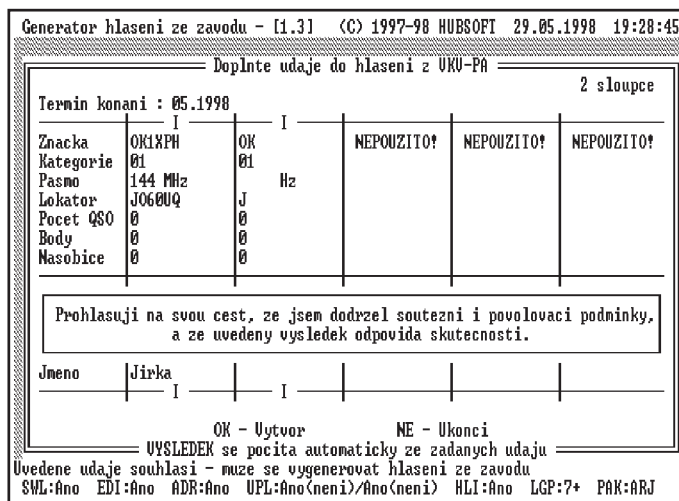 Generator hlaseni ze zavodu - [1.3] (C) 1997-98 HUBSOFT 29.05.1998 19:28:45
Doplnte udaje do hlaseni z VKV-PA
2 sloupce
Termin konani : 05.1998
I I
Znacka OK1XPH OK NEPOUZITO! NEPOUZITO! NEPOUZITO!
Kategorie 01 01
Pasmo 144 MHz Hz
Lokator JO60UQ J
Pocet QSO 0 0
Body 0 0
Nasobice 0 0
Prohlasuji na svou cest, ze jsem dodrzel soutezni i povolovaci podminky,
a ze uvedeny vysledek odpovida skutecnosti.
Jmeno Jirka
I I
OK - Vytvor NE - Ukonci
VYSLEDEK se pocita automaticky ze zadanych udaju
Uvedene udaje souhlasi - muze se vygenerovat hlaseni ze zavodu
SWL:Ano EDI:Ano ADR:Ano UPL:Ano(neni)/Ano(neni) HLI:Ano LGP:7+ PAK:ARJ